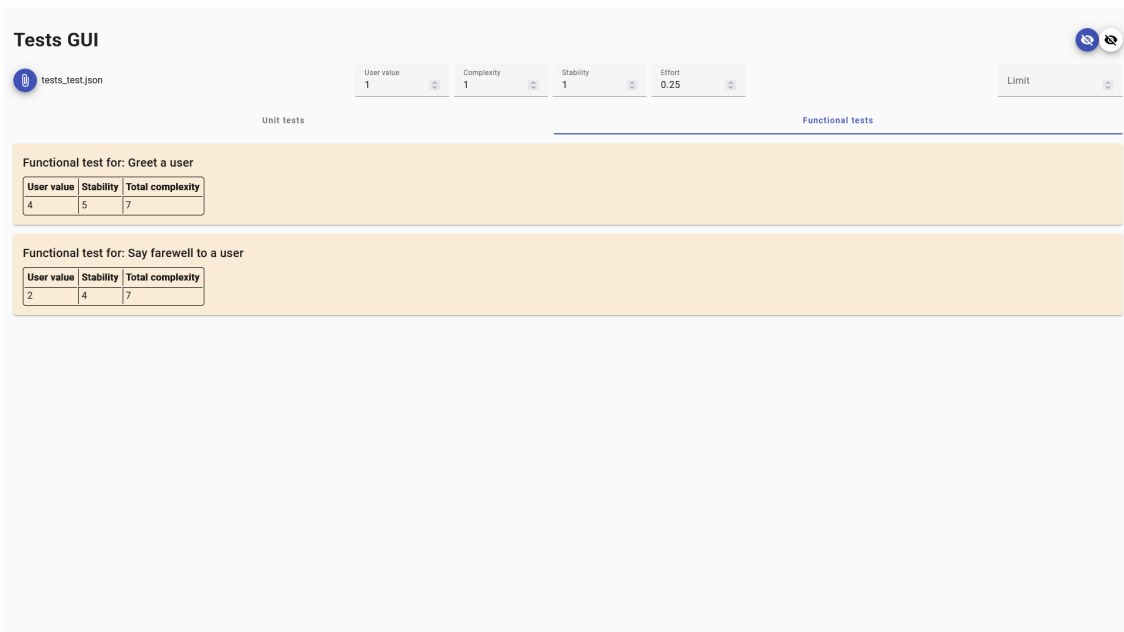 Tests GUI
tests_test.json
User value
1
Complexity
1
Stability
1
Effort
0.25
Limit
Unit tests
Functional tests
Functional test for: Greet a user
User value Stability Total complexity
4 5 7
Functional test for: Say farewell to a user
User value Stability Total complexity
2 4 7